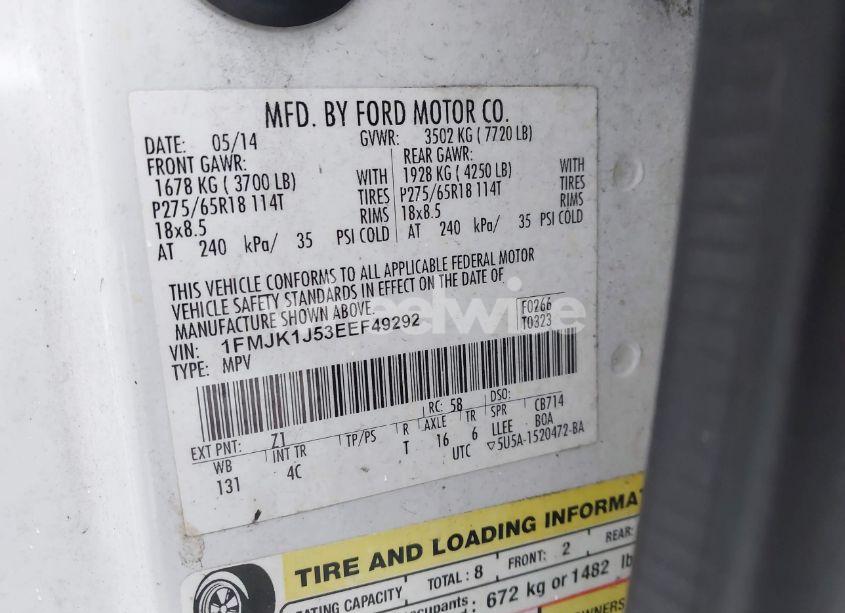 MFD. BY FORD MOTOR CO.
DATE: 05/14 GVWR: 3502 KG ( 7720 LB)
FRONT GAWR: REAR GAWR:
1678 KG ( 3700 LB) WITH 1928 KG ( 4250 LB) WITH
P275/65R18 114T TIRES P275/65R18 114T TIRES
18x8.5 RIMS 18x8.5 RIMS
AT 240 kPa/ 35 PSI COLD AT 240 kPa/ 35 PSI COLD
THIS VEHICLE CONFORMS TO ALL APPLICABLE FEDERAL MOTOR
VEHICLE SAFETY STANDARDS IN EFFECT ON THE DATE OF
MANUFACTURE SHOWN ABOVE.
F0266
VIN: 1FMJK1J53EEF49292 T0323
TYPE: MPV
EXT PNT: Z1 RC: 58 DSO:
WB INT TR TP/PS R AXLE TR SPR CB714
131 4C T 16 6 LLEE BOA
UTC ▽5U5A-1520472-BA
TIRE AND LOADING INFORMAT
CAPACITY TOTAL : 8 FRONT: 2 REAR:
672 kg or 1482
OWNERS